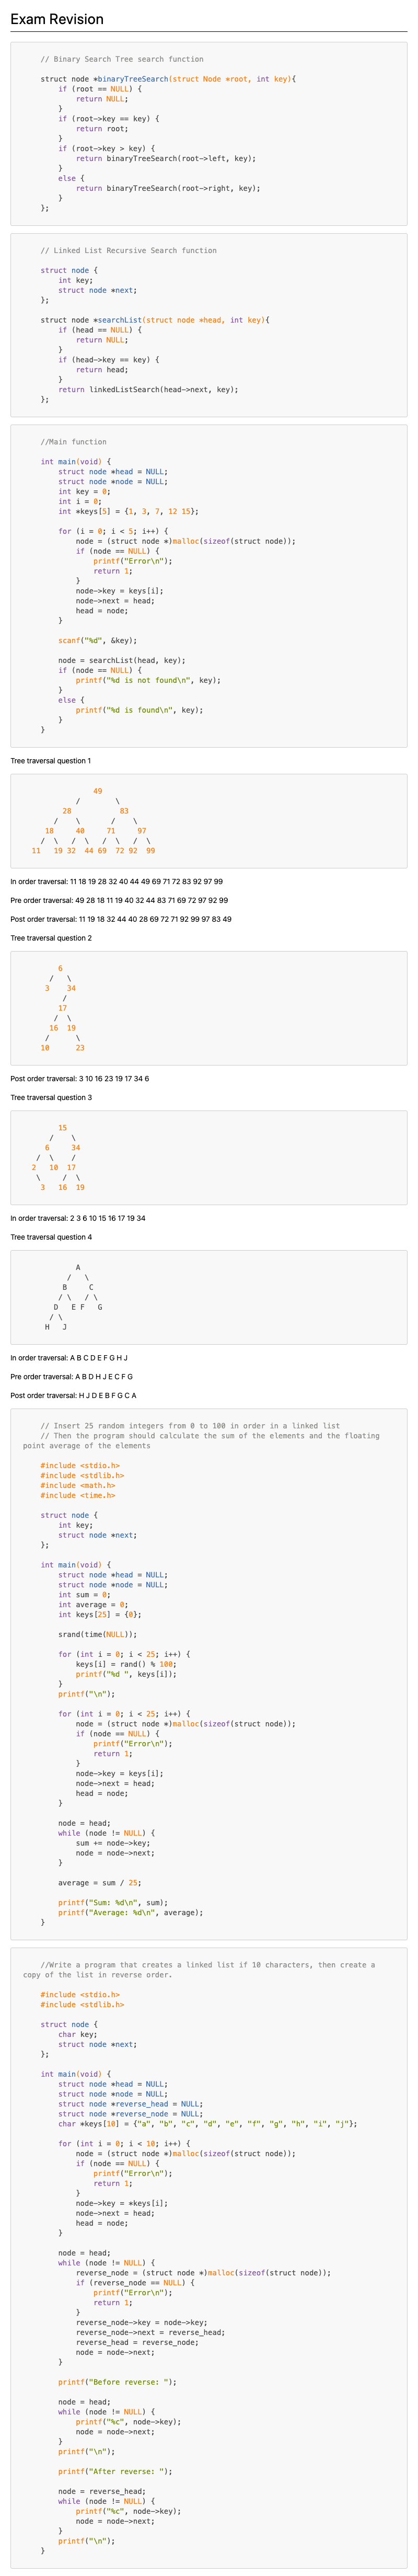 Exam Revision
// Binary Search Tree search function
struct node *binaryTreeSearch(struct Node *root, int key){
    if (root == NULL) {
        return NULL;
    }
    if (root->key == key) {
        return root;
    }
    if (root->key > key) {
        return binaryTreeSearch(root->left, key);
    }
    else {
        return binaryTreeSearch(root->right, key);
    }
};
// Linked List Recursive Search function
struct node {
    int key;
    struct node *next;
};
struct node *searchList(struct node *head, int key){
    if (head == NULL) {
        return NULL;
    }
    if (head->key == key) {
        return head;
    }
    return linkedListSearch(head->next, key);
};
//Main function
int main(void) {
    struct node *head = NULL;
    struct node *node = NULL;
    int key = 0;
    int i = 0;
    int *keys[5] = {1, 3, 7, 12 15};
    for (i = 0; i < 5; i++) {
        node = (struct node *)malloc(sizeof(struct node));
        if (node == NULL) {
            printf("Error\n");
            return 1;
        }
        node->key = keys[i];
        node->next = head;
        head = node;
    }
    scanf("%d", &key);
    node = searchList(head, key);
    if (node == NULL) {
        printf("%d is not found\n", key);
    }
    else {
        printf("%d is found\n", key);
    }
}
Tree traversal question 1
              49
          /        \
       28           83
     /    \       /    \
   18     40     71     97
  /  \   /  \   /  \   /  \
11   19 32  44 69  72 92  99
In order traversal: 11 18 19 28 32 40 44 49 69 71 72 83 92 97 99
Pre order traversal: 49 28 18 11 19 40 32 44 83 71 69 72 97 92 99
Post order traversal: 11 19 18 32 44 40 28 69 72 71 92 99 97 83 49
Tree traversal question 2
    6
  /   \
 3    34
     /
    17
   /  \
  16  19
 /      \
10      23
Post order traversal: 3 10 16 23 19 17 34 6
Tree traversal question 3
      15
    /    \
   6     34
 /  \    /
2   10  17
 \     /  \
  3   16  19
In order traversal: 2 3 6 10 15 16 17 19 34
Tree traversal question 4
       A
     /   \
    B     C
   / \   / \
  D   E F   G
 / \
H   J
In order traversal: A B C D E F G H J
Pre order traversal: A B D H J E C F G
Post order traversal: H J D E B F G C A
// Insert 25 random integers from 0 to 100 in order in a linked list
// Then the program should calculate the sum of the elements and the floating
point average of the elements
#include <stdio.h>
#include <stdlib.h>
#include <math.h>
#include <time.h>
struct node {
    int key;
    struct node *next;
};
int main(void) {
    struct node *head = NULL;
    struct node *node = NULL;
    int sum = 0;
    int average = 0;
    int keys[25] = {0};
    srand(time(NULL));
    for (int i = 0; i < 25; i++) {
        keys[i] = rand() % 100;
        printf("%d ", keys[i]);
    }
    printf("\n");
    for (int i = 0; i < 25; i++) {
        node = (struct node *)malloc(sizeof(struct node));
        if (node == NULL) {
            printf("Error\n");
            return 1;
        }
        node->key = keys[i];
        node->next = head;
        head = node;
    }
    node = head;
    while (node != NULL) {
        sum += node->key;
        node = node->next;
    }
    average = sum / 25;
    printf("Sum: %d\n", sum);
    printf("Average: %d\n", average);
}
//Write a program that creates a linked list if 10 characters, then create a
copy of the list in reverse order.
#include <stdio.h>
#include <stdlib.h>
struct node {
    char key;
    struct node *next;
};
int main(void) {
    struct node *head = NULL;
    struct node *node = NULL;
    struct node *reverse_head = NULL;
    struct node *reverse_node = NULL;
    char *keys[10] = {"a", "b", "c", "d", "e", "f", "g", "h", "i", "j"};
    for (int i = 0; i < 10; i++) {
        node = (struct node *)malloc(sizeof(struct node));
        if (node == NULL) {
            printf("Error\n");
            return 1;
        }
        node->key = *keys[i];
        node->next = head;
        head = node;
    }
    node = head;
    while (node != NULL) {
        reverse_node = (struct node *)malloc(sizeof(struct node));
        if (reverse_node == NULL) {
            printf("Error\n");
            return 1;
        }
        reverse_node->key = node->key;
        reverse_node->next = reverse_head;
        reverse_head = reverse_node;
        node = node->next;
    }
    printf("Before reverse: ");
    node = head;
    while (node != NULL) {
        printf("%c", node->key);
        node = node->next;
    }
    printf("\n");
    printf("After reverse: ");
    node = reverse_head;
    while (node != NULL) {
        printf("%c", node->key);
        node = node->next;
    }
    printf("\n");
}